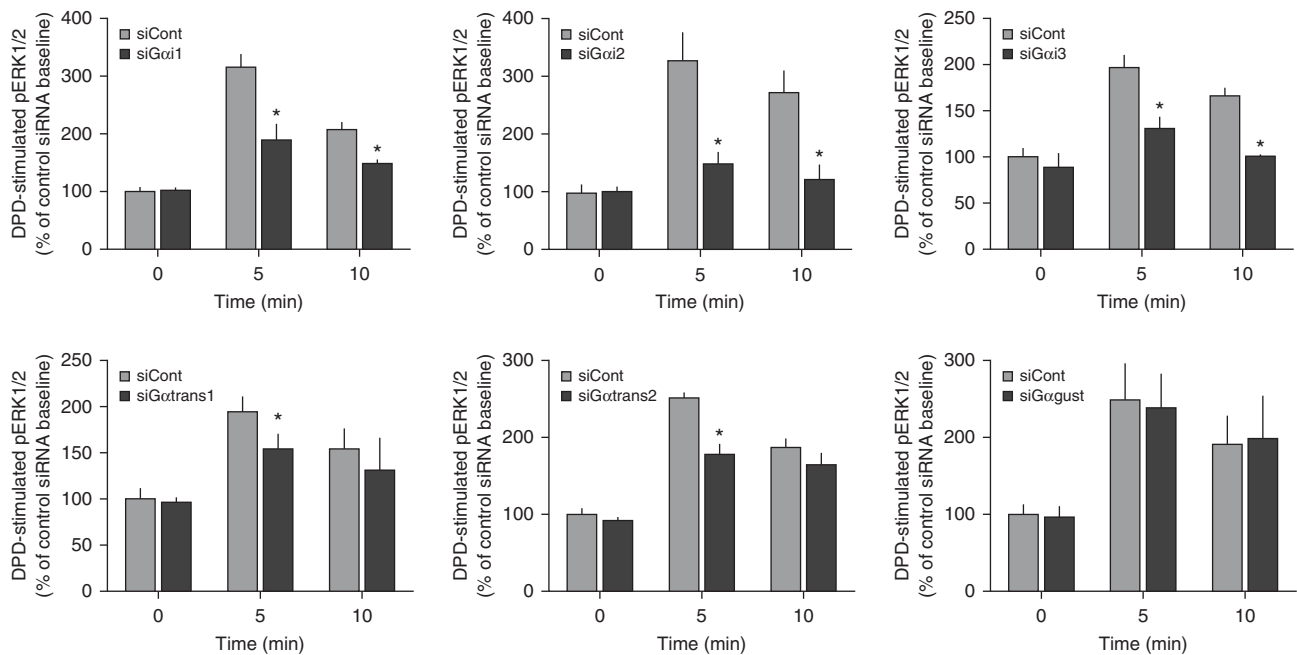 DPD-stimulated pERK1/2
(% of control siRNA baseline)
400
300
200
100
0
siCont
siGαi1
*
*
0
5
10
Time (min)
DPD-stimulated pERK1/2
(% of control siRNA baseline)
400
300
200
100
0
siCont
siGαi2
*
*
0
5
10
Time (min)
DPD-stimulated pERK1/2
(% of control siRNA baseline)
250
200
150
100
50
0
siCont
siGαi3
*
*
0
5
10
Time (min)
DPD-stimulated pERK1/2
(% of control siRNA baseline)
250
200
150
100
50
0
siCont
siGαtrans1
*
0
5
10
Time (min)
DPD-stimulated pERK1/2
(% of control siRNA baseline)
300
200
100
0
siCont
siGαtrans2
*
0
5
10
Time (min)
DPD-stimulated pERK1/2
(% of control siRNA baseline)
300
200
100
0
siCont
siGαgust
0
5
10
Time (min)